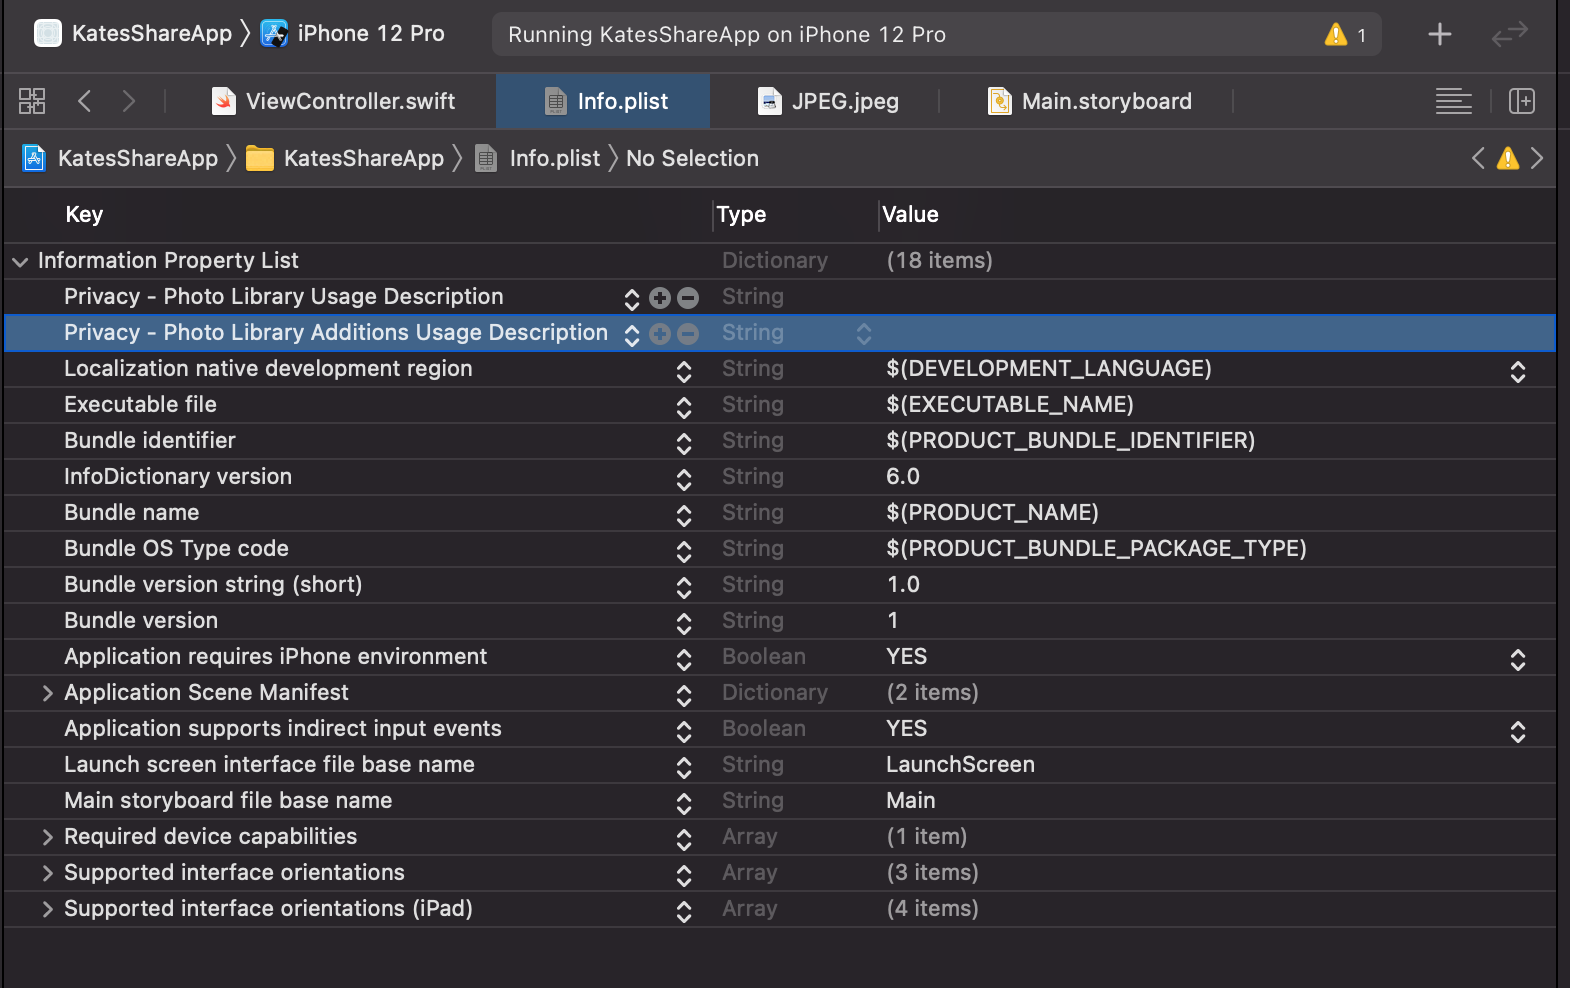 KatesShareApp 〉 iPhone 12 Pro Running KatesShareApp on iPhone 12 Pro 1
ViewController.swift Info.plist JPEG.jpeg Main.storyboard
KatesShareApp 〉 KatesShareApp 〉 Info.plist 〉 No Selection
Key Type Value
Information Property List Dictionary (18 items)
Privacy - Photo Library Usage Description String
Privacy - Photo Library Additions Usage Description String
Localization native development region String $(DEVELOPMENT_LANGUAGE)
Executable file String $(EXECUTABLE_NAME)
Bundle identifier String $(PRODUCT_BUNDLE_IDENTIFIER)
InfoDictionary version String 6.0
Bundle name String $(PRODUCT_NAME)
Bundle OS Type code String $(PRODUCT_BUNDLE_PACKAGE_TYPE)
Bundle version string (short) String 1.0
Bundle version String 1
Application requires iPhone environment Boolean YES
Application Scene Manifest Dictionary (2 items)
Application supports indirect input events Boolean YES
Launch screen interface file base name String LaunchScreen
Main storyboard file base name String Main
Required device capabilities Array (1 item)
Supported interface orientations Array (3 items)
Supported interface orientations (iPad) Array (4 items)